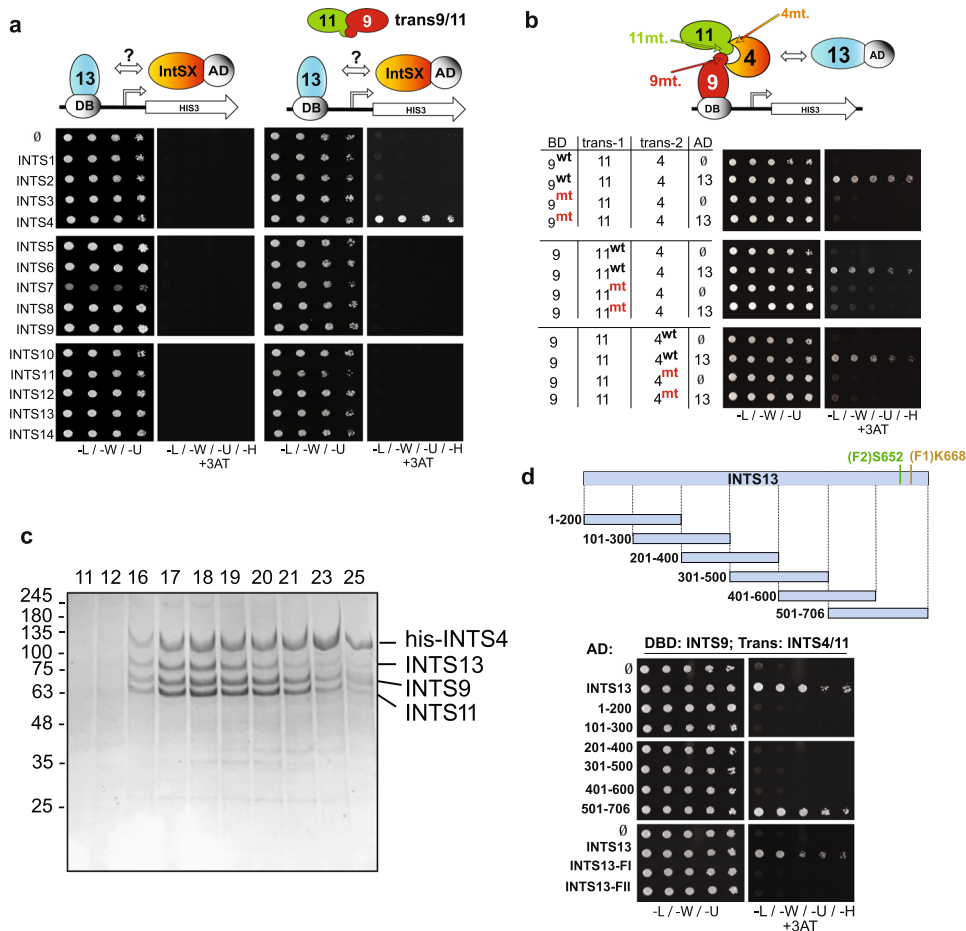 a
11 9 trans9/11
? ?
13 IntSX AD 13 IntSX AD
DB HIS3 DB HIS3
Ø
INTS1
INTS2
INTS3
INTS4
INTS5
INTS6
INTS7
INTS8
INTS9
INTS10
INTS11
INTS12
INTS13
INTS14
-L / -W / -U -L / -W / -U / -H -L / -W / -U -L / -W / -U / -H
+3AT +3AT
b
4mt.
11mt. 11
4 13 AD
9mt. 9
DB HIS3
BD trans-1 trans-2 AD
9wt 11 4 Ø
9wt 11 4 13
9mt 11 4 Ø
9mt 11 4 13
9 11wt 4 Ø
9 11wt 4 13
9 11mt 4 Ø
9 11mt 4 13
9 11 4wt Ø
9 11 4wt 13
9 11 4mt Ø
9 11 4mt 13
-L / -W / -U -L / -W / -U / -H
+3AT
c
11 12 16 17 18 19 20 21 23 25
245
180
135
100
75
63
48
35
25
his-INTS4
INTS13
INTS9
INTS11
d
(F2)S652 (F1)K668
INTS13
1-200
101-300
201-400
301-500
401-600
501-706
AD: DBD: INTS9; Trans: INTS4/11
Ø
INTS13
1-200
101-300
201-400
301-500
401-600
501-706
Ø
INTS13
INTS13-FI
INTS13-FII
-L / -W / -U -L / -W / -U / -H
+3AT